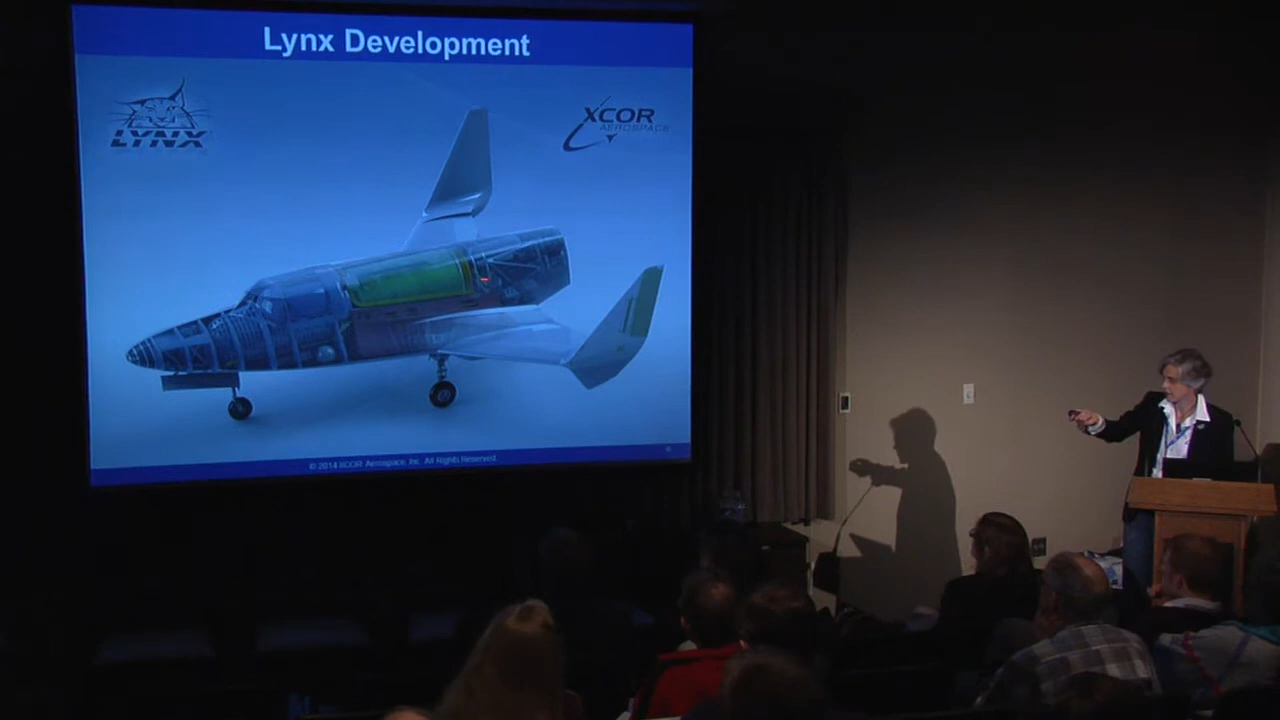 Lynx Development
LYNX
XCOR
AEROSPACE
© 2014 XCOR Aerospace, Inc. All Rights Reserved